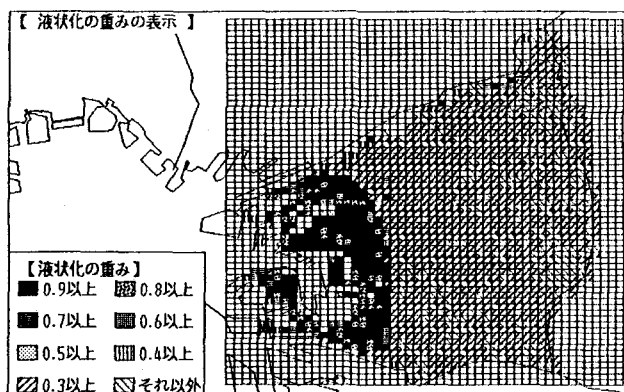 【 液状化の重みの表示 】
【液状化の重み】
0.9以上 0.8以上
0.7以上 0.6以上
0.5以上 0.4以上
0.3以上 それ以外